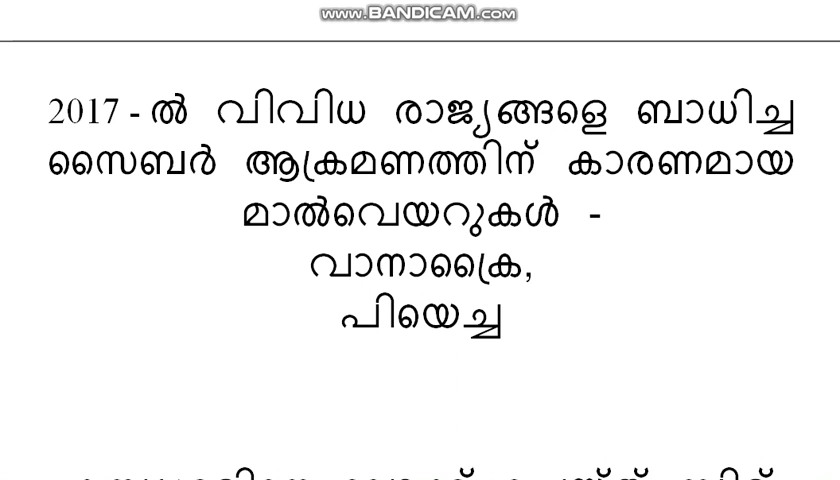 www.BANDICAM.com
2017 - ൽ വിവിധ രാജ്യങ്ങളെ ബാധിച്ച
സൈബർ ആക്രമണത്തിന് കാരണമായ
മാൽവെയറുകൾ -
വാനാക്രൈ,
പിയെച്ച